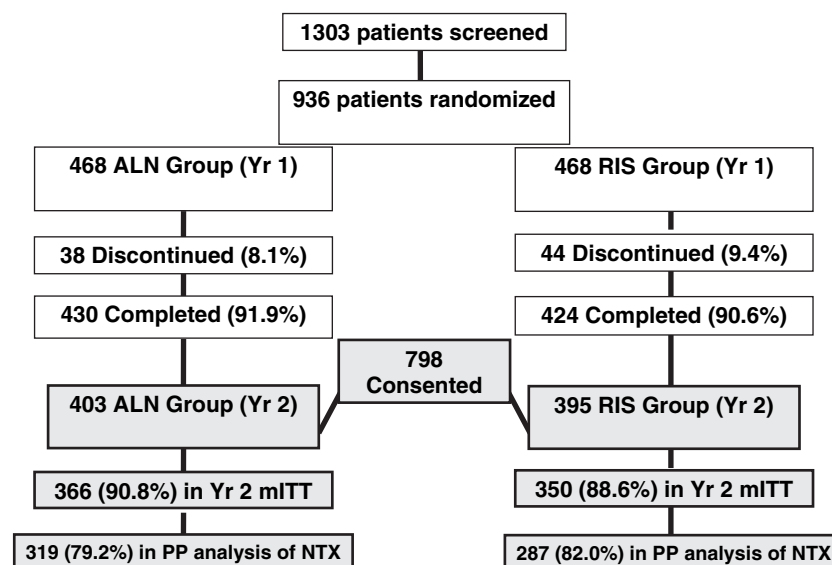 1303 patients screened
936 patients randomized
468 ALN Group (Yr 1)
468 RIS Group (Yr 1)
38 Discontinued (8.1%)
44 Discontinued (9.4%)
430 Completed (91.9%)
424 Completed (90.6%)
798
Consented
403 ALN Group (Yr 2)
395 RIS Group (Yr 2)
366 (90.8%) in Yr 2 mITT
350 (88.6%) in Yr 2 mITT
319 (79.2%) in PP analysis of NTX
287 (82.0%) in PP analysis of NTX